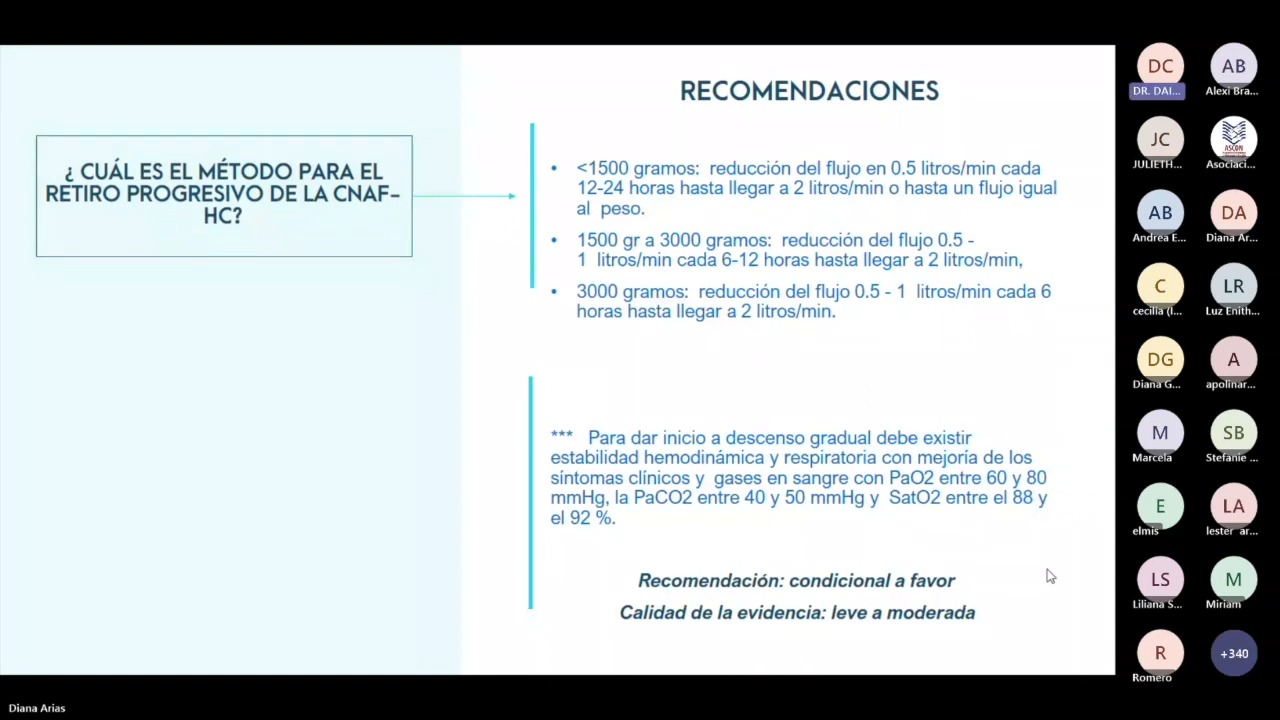 RECOMENDACIONES
¿ CUÁL ES EL MÉTODO PARA EL
RETIRO PROGRESIVO DE LA CNAF-
HC?
• <1500 gramos: reducción del flujo en 0.5 litros/min cada
12-24 horas hasta llegar a 2 litros/min o hasta un flujo igual
al peso.
• 1500 gr a 3000 gramos: reducción del flujo 0.5 -
1 litros/min cada 6-12 horas hasta llegar a 2 litros/min,
• 3000 gramos: reducción del flujo 0.5 - 1 litros/min cada 6
horas hasta llegar a 2 litros/min.
*** Para dar inicio a descenso gradual debe existir
estabilidad hemodinámica y respiratoria con mejoría de los
síntomas clínicos y gases en sangre con PaO2 entre 60 y 80
mmHg, la PaCO2 entre 40 y 50 mmHg y SatO2 entre el 88 y
el 92 %.
Recomendación: condicional a favor
Calidad de la evidencia: leve a moderada
DC
DR. DAI...
AB
Alexi Bra...
JC
JULIETH...
ASCON
Asociaci...
AB
Andrea E...
DA
Diana Ar...
C
cecilia (I...
LR
Luz Enith...
DG
Diana G...
A
apolinar...
M
Marcela
SB
Stefanie ...
E
elmis
LA
lester ar...
LS
Liliana S...
M
Miriam
R
Romero
+340
Diana Arias